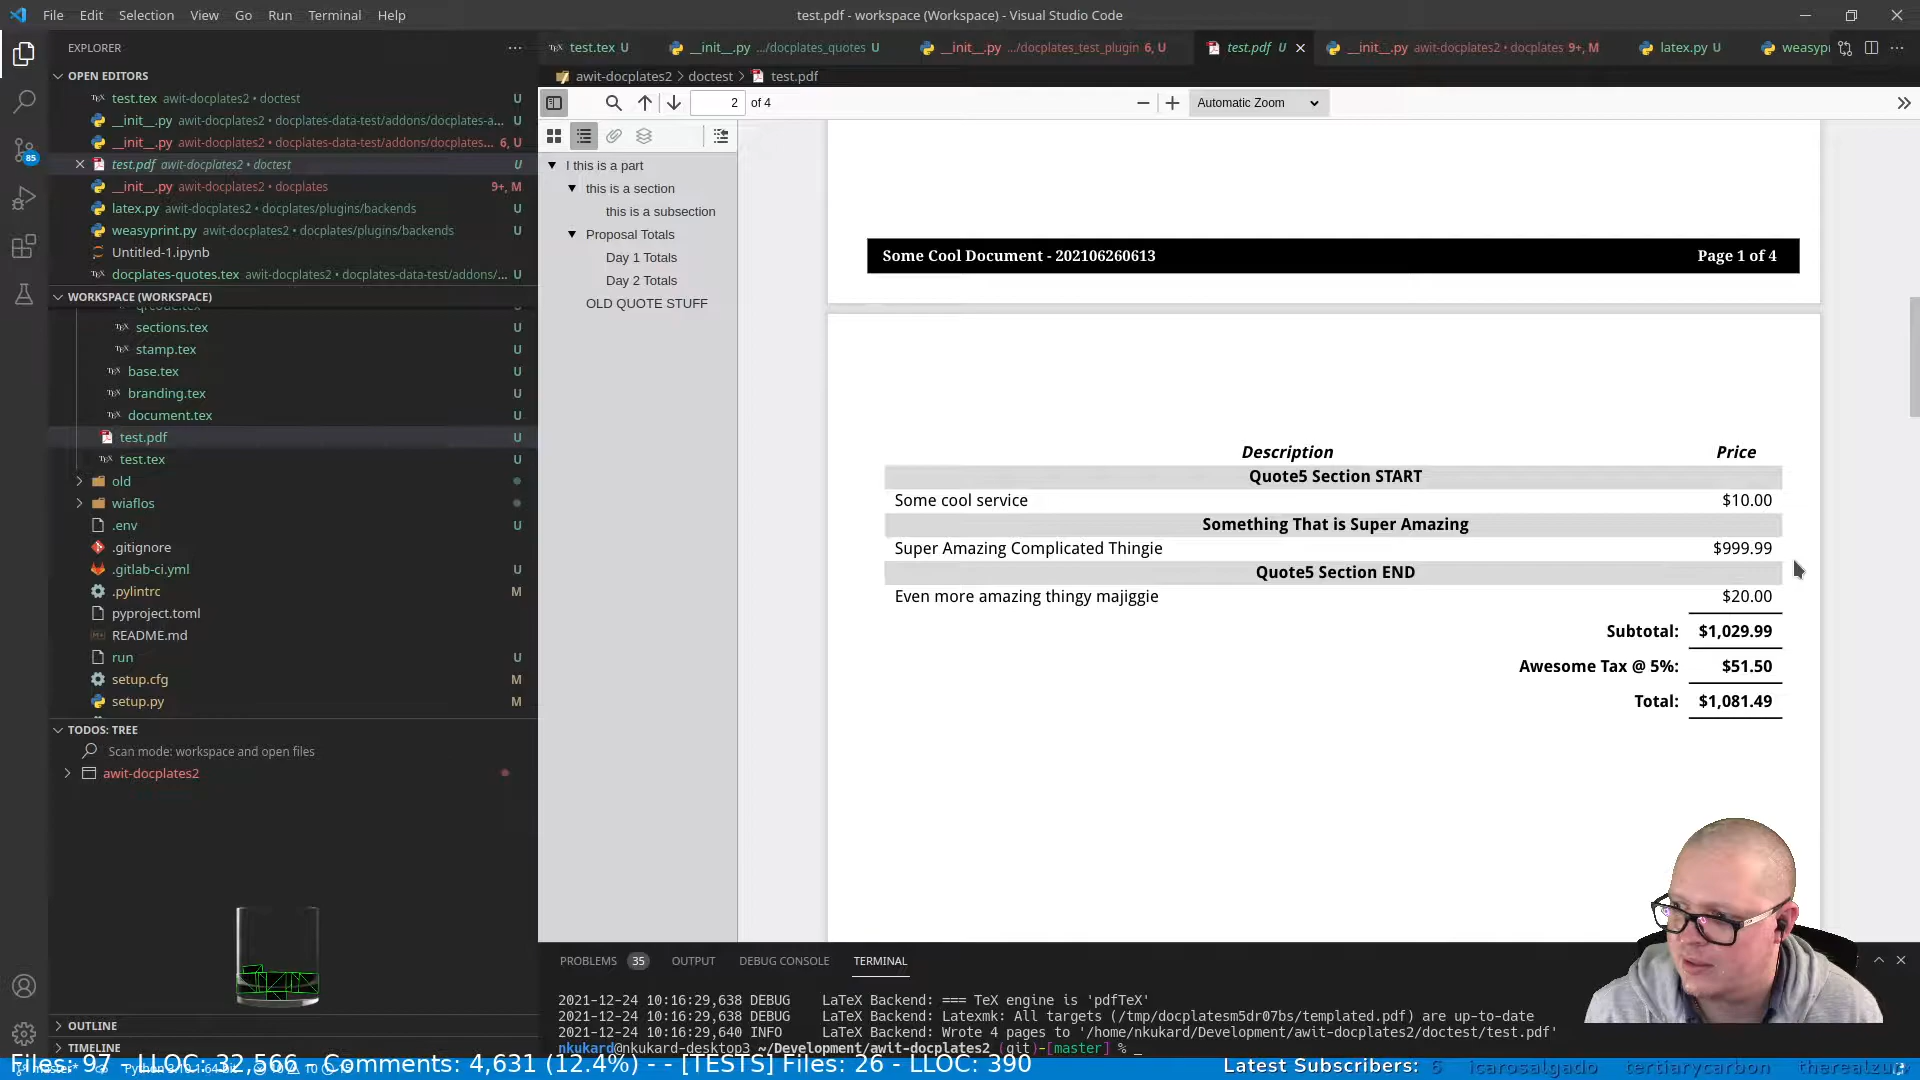 File Edit Selection View Go Run Terminal Help
test.pdf - workspace (Workspace) - Visual Studio Code
EXPLORER
OPEN EDITORS
test.tex awit-docplates2 • doctest U
__init__.py awit-docplates2 • docplates-data-test/addons/docplates-a... U
__init__.py awit-docplates2 • docplates-data-test/addons/docplates... 6, U
test.pdf awit-docplates2 • doctest U
__init__.py awit-docplates2 • docplates 9+, M
latex.py awit-docplates2 • docplates/plugins/backends U
weasyprint.py awit-docplates2 • docplates/plugins/backends U
Untitled-1.ipynb
docplates-quotes.tex awit-docplates2 • docplates-data-test/addons/... U
WORKSPACE (WORKSPACE)
qrcode.tex
sections.tex U
stamp.tex U
base.tex U
branding.tex U
document.tex U
test.pdf U
test.tex U
old
wiaflos
.env U
.gitignore
.gitlab-ci.yml U
.pylintrc M
pyproject.toml
README.md
run U
setup.cfg M
setup.py M
TODOS: TREE
Scan mode: workspace and open files
awit-docplates2
OUTLINE
TIMELINE
85
test.tex U
__init__.py .../docplates_quotes U
__init__.py .../docplates_test_plugin 6, U
test.pdf U
__init__.py awit-docplates2 • docplates 9+, M
latex.py U
weasypr
awit-docplates2 > doctest > test.pdf
2 of 4
Automatic Zoom
I this is a part
this is a section
this is a subsection
Proposal Totals
Day 1 Totals
Day 2 Totals
OLD QUOTE STUFF
Some Cool Document - 202106260613 Page 1 of 4
Description Price
Quote5 Section START
Some cool service $10.00
Something That is Super Amazing
Super Amazing Complicated Thingie $999.99
Quote5 Section END
Even more amazing thingy majiggie $20.00
Subtotal: $1,029.99
Awesome Tax @ 5%: $51.50
Total: $1,081.49
PROBLEMS 35 OUTPUT DEBUG CONSOLE TERMINAL
2021-12-24 10:16:29,638 DEBUG LaTeX Backend: === TeX engine is 'pdfTeX'
2021-12-24 10:16:29,638 DEBUG LaTeX Backend: Latexmk: All targets (/tmp/docplatesm5dr07bs/templated.pdf) are up-to-date
2021-12-24 10:16:29,640 INFO LaTeX Backend: Wrote 4 pages to '/home/nkukard/Development/awit-docplates2/doctest/test.pdf'
nkukard@nkukard-desktop3 ~/Development/awit-docplates2 (git)-[master] % _
Files: 97 - LLOC: 32,566 - Comments: 4,631 (12.4%) - - [TESTS] Files: 26 - LLOC: 390
Latest Subscribers: icarosalgado tertiarycarbon